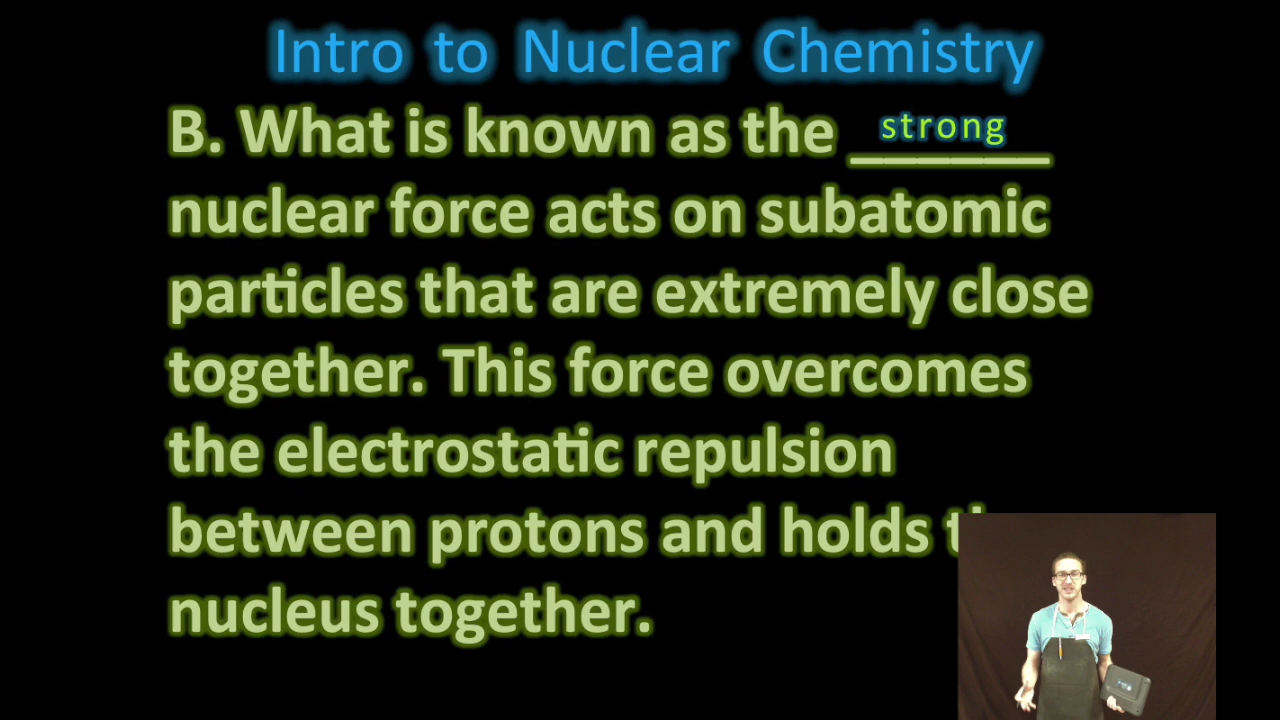 Intro to Nuclear Chemistry
B. What is known as the strong
nuclear force acts on subatomic
particles that are extremely close
together. This force overcomes
the electrostatic repulsion
between protons and holds
nucleus together.